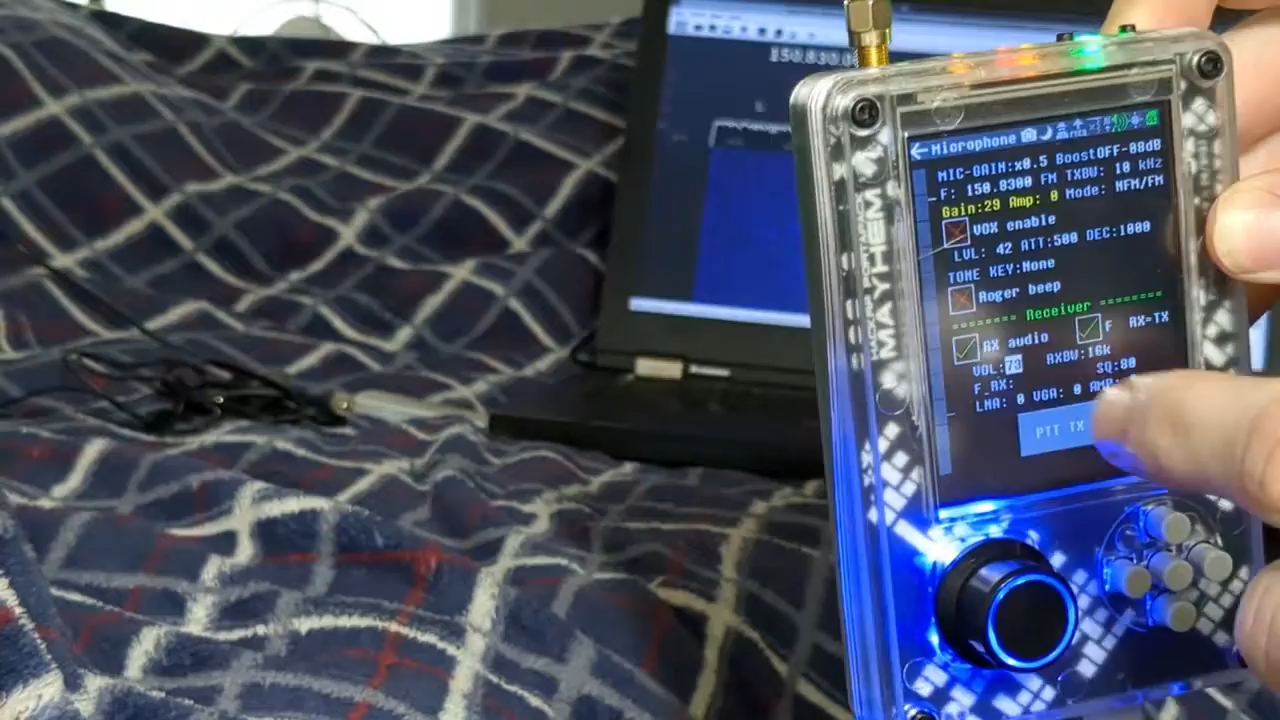 150.830.0
Microphone
MIC-GAIN:x0.5 BoostOFF-08dB
F: 150.8300 FM TXBW: 10 kHz
Gain:29 Amp: 0 Mode: NFM/FM
VOX enable
LVL: 42 ATT:500 DEC:1000
TONE KEY:None
Roger beep
======= Receiver =======
RX audio F RX=TX
VOL:73 RXBW:16k
SQ:80
F_RX:
LNA: 0 VGA: 0 AMP:
PTT TX
MAYHEM